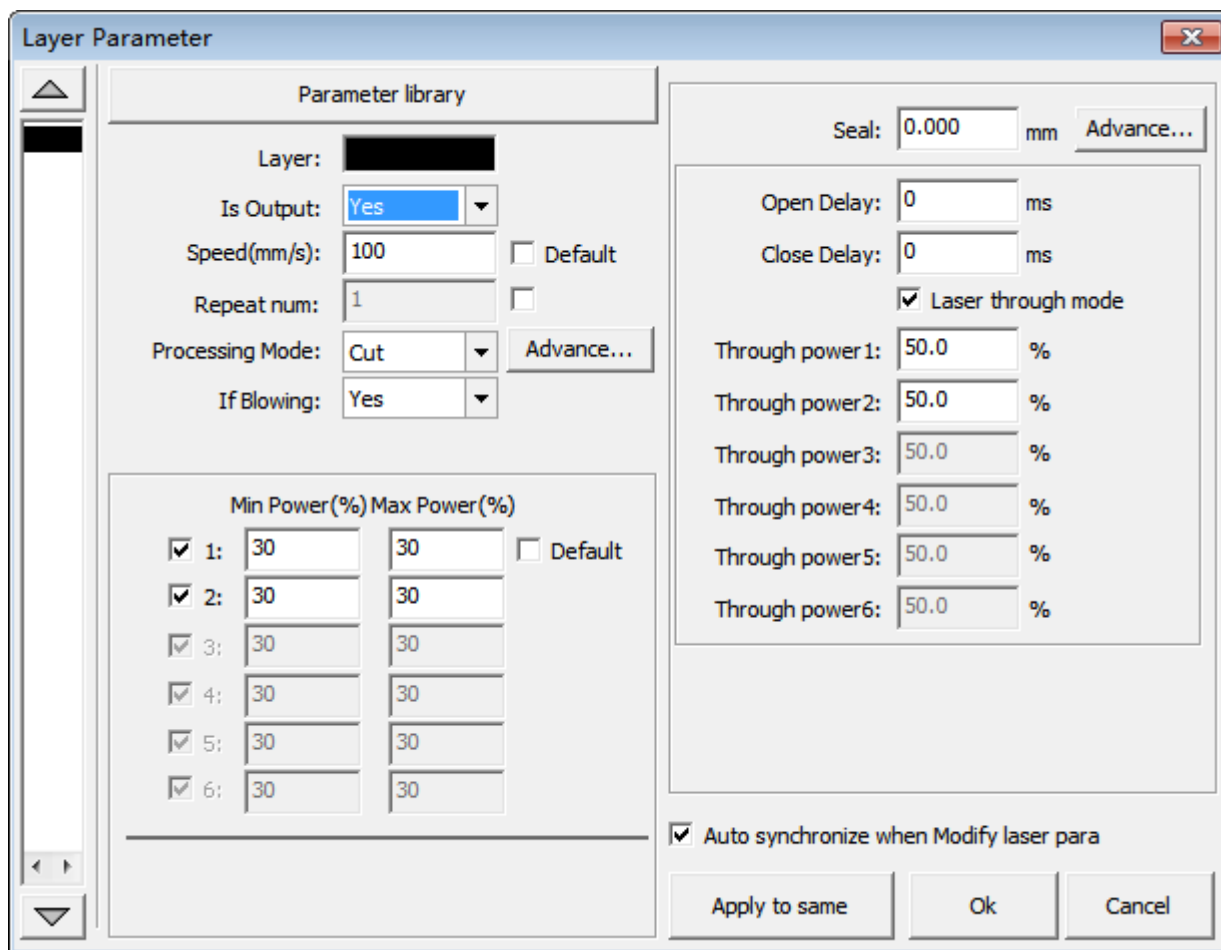 Layer Parameter
Parameter library
Layer:
Is Output: Yes
Speed(mm/s): 100 Default
Repeat num: 1
Processing Mode: Cut Advance...
If Blowing: Yes
Min Power(%) Max Power(%)
1: 30 30 Default
2: 30 30
3: 30 30
4: 30 30
5: 30 30
6: 30 30
Seal: 0.000 mm Advance...
Open Delay: 0 ms
Close Delay: 0 ms
Laser through mode
Through power1: 50.0 %
Through power2: 50.0 %
Through power3: 50.0 %
Through power4: 50.0 %
Through power5: 50.0 %
Through power6: 50.0 %
Auto synchronize when Modify laser para
Apply to same Ok Cancel